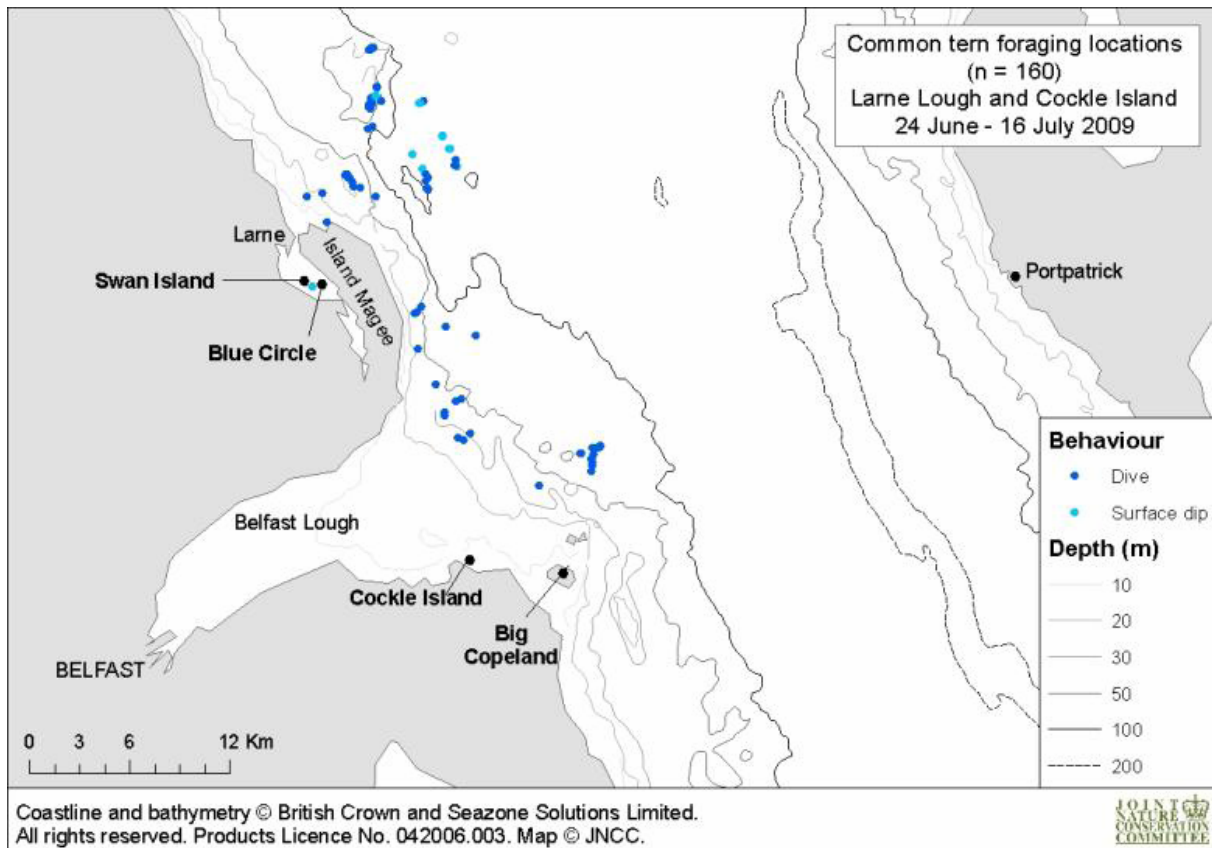 Common tern foraging locations
(n = 160)
Larne Lough and Cockle Island
24 June - 16 July 2009
Larne
Island Magee
Swan Island
Portpatrick
Blue Circle
Behaviour
Dive
Surface dip
Depth (m)
10
20
30
50
100
200
Belfast Lough
Cockle Island
Big
Copeland
BELFAST
0 3 6 12 Km
Coastline and bathymetry © British Crown and Seazone Solutions Limited.
All rights reserved. Products Licence No. 042006.003. Map © JNCC.
JOINT
NATURE
CONSERVATION
COMMITTEE